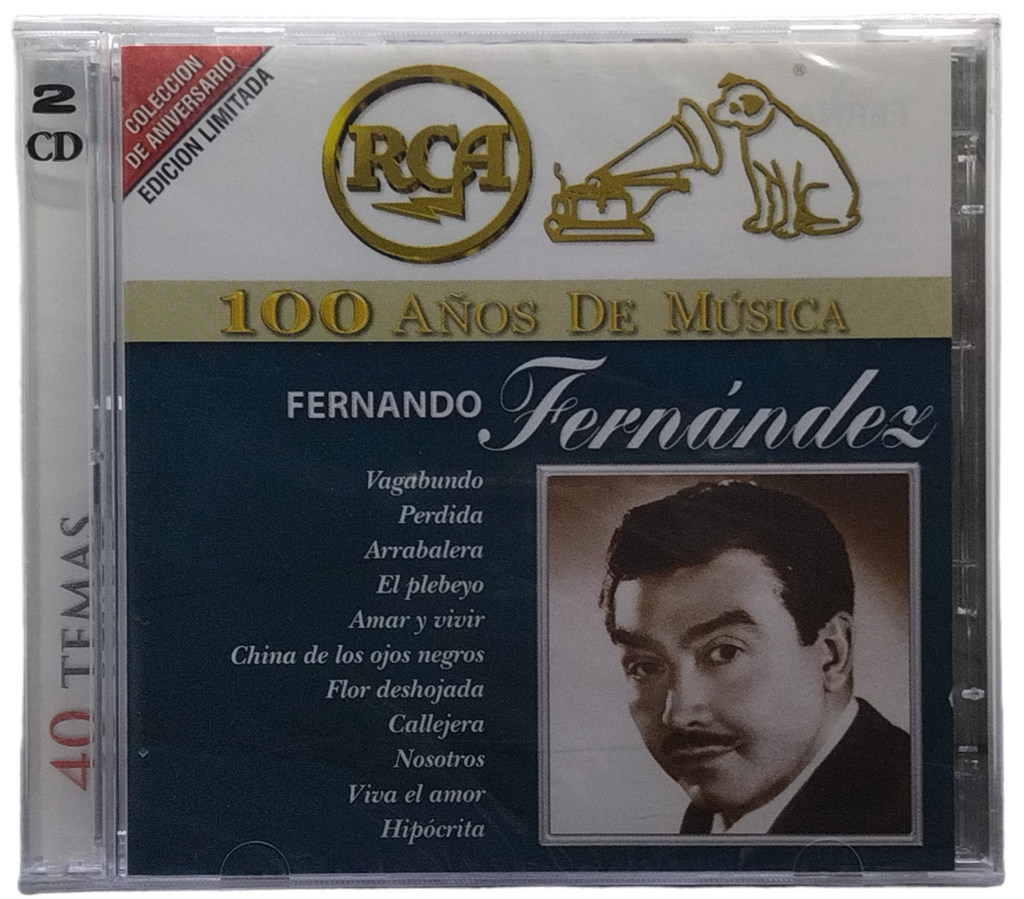 2
CD
40 TEMAS
COLECCION
DE ANIVERSARIO
EDICION LIMITADA
RCA
®
100 AÑOS DE MÚSICA
FERNANDO Fernández
Vagabundo
Perdida
Arrabalera
El plebeyo
Amar y vivir
China de los ojos negros
Flor deshojada
Callejera
Nosotros
Viva el amor
Hipócrita